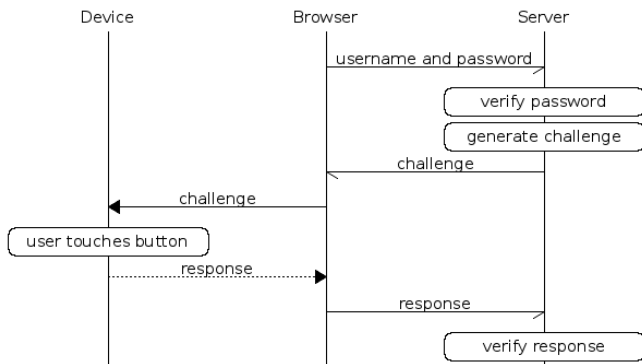 Device Browser Server
username and password
verify password
generate challenge
challenge
challenge
user touches button
response
response
verify response